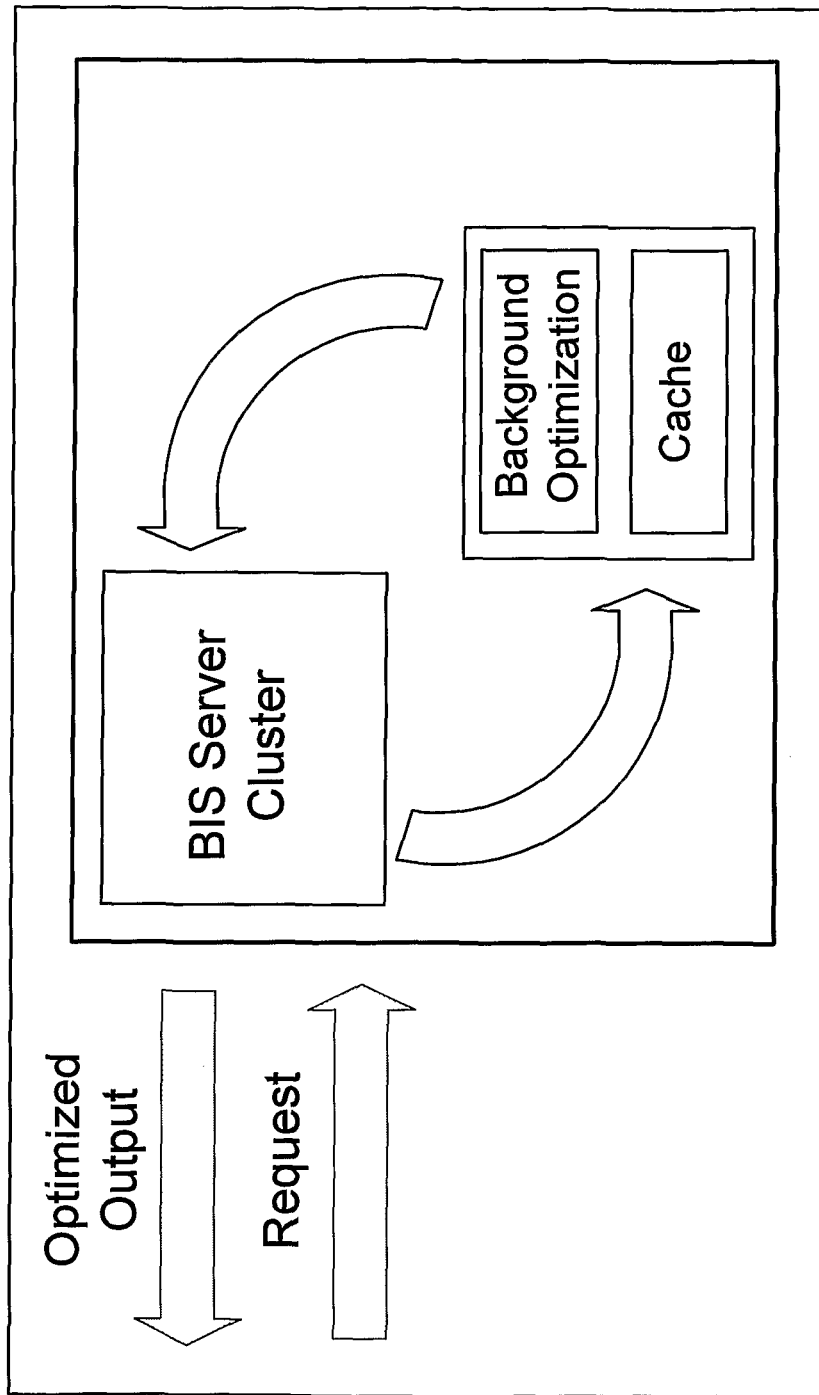 Optimized
Output
Request
BIS Server
Cluster
Background
Optimization
Cache